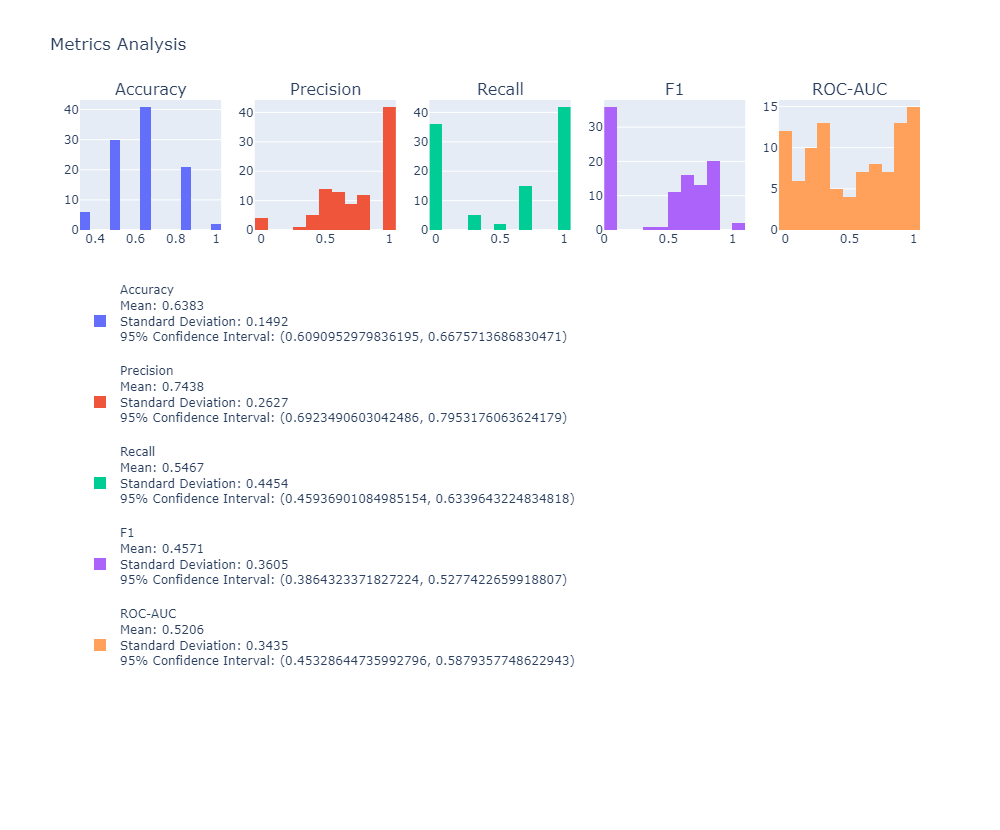 Metrics Analysis
Accuracy
Precision
Recall
F1
ROC-AUC
40
30
20
10
0
0.4
0.6
0.8
1
40
30
20
10
0
0
0.5
1
40
30
20
10
0
0
0.5
1
30
20
10
0
0
0.5
1
15
10
5
0
0
0.5
1
Accuracy
Mean: 0.6383
Standard Deviation: 0.1492
95% Confidence Interval: (0.6090952979836195, 0.6675713686830471)
Precision
Mean: 0.7438
Standard Deviation: 0.2627
95% Confidence Interval: (0.6923490603042486, 0.7953176063624179)
Recall
Mean: 0.5467
Standard Deviation: 0.4454
95% Confidence Interval: (0.45936901084985154, 0.6339643224834818)
F1
Mean: 0.4571
Standard Deviation: 0.3605
95% Confidence Interval: (0.3864323371827224, 0.5277422659918807)
ROC-AUC
Mean: 0.5206
Standard Deviation: 0.3435
95% Confidence Interval: (0.45328644735992796, 0.5879357748622943)